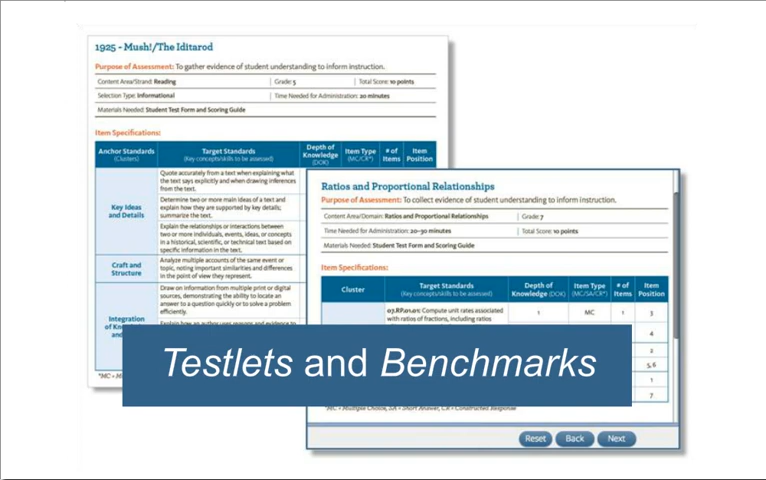 1925 - Mush!/The Iditarod
Purpose of Assessment: To gather evidence of student understanding to inform instruction.
Content Area/Strand: Reading
Grade: 5
Total Score: 10 points
Selection Type: Informational
Time Needed for Administration: 20 minutes
Materials Needed: Student Test Form and Scoring Guide
Item Specifications:
Anchor Standards
(Clusters)
Target Standards
(Key concepts/skills to be assessed)
Depth of
Knowledge
(DOK)
Item Type
(MC/CR*)
# of
Items
Item
Position
Key Ideas
and Details
Quote accurately from a text when explaining what
the text says explicitly and when drawing inferences
from the text.
Determine two or more main ideas of a text and
explain how they are supported by key details;
summarize the text.
Explain the relationships or interactions between
two or more individuals, events, ideas, or concepts
in a historical, scientific, or technical text based on
specific information in the text.
Craft and
Structure
Analyze multiple accounts of the same event or
topic, noting important similarities and differences
in the point of view they represent.
Integration
of Kn
and
Draw on information from multiple print or digital
sources, demonstrating the ability to locate an
answer to a question quickly or to solve a problem
efficiently.
Explain how an author uses reasons and evidence to
*MC = M
Ratios and Proportional Relationships
Purpose of Assessment: To collect evidence of student understanding to inform instruction.
Content Area/Domain: Ratios and Proportional Relationships
Grade: 7
Time Needed for Administration: 20-30 minutes
Total Score: 10 points
Materials Needed: Student Test Form and Scoring Guide
Item Specifications:
Cluster
Target Standards
(Key concepts/skills to be assessed)
Depth of
Knowledge (DOK)
Item Type
(MC/SA/CR*)
# of
Items
Item
Position
07.RP.01.01: Compute unit rates associated
with ratios of fractions, including ratios
1
MC
1
3
4
2
5, 6
1
7
Testlets and Benchmarks
*MC = Multiple Choice, SA = Short Answer, CR = Constructed Response
Reset
Back
Next